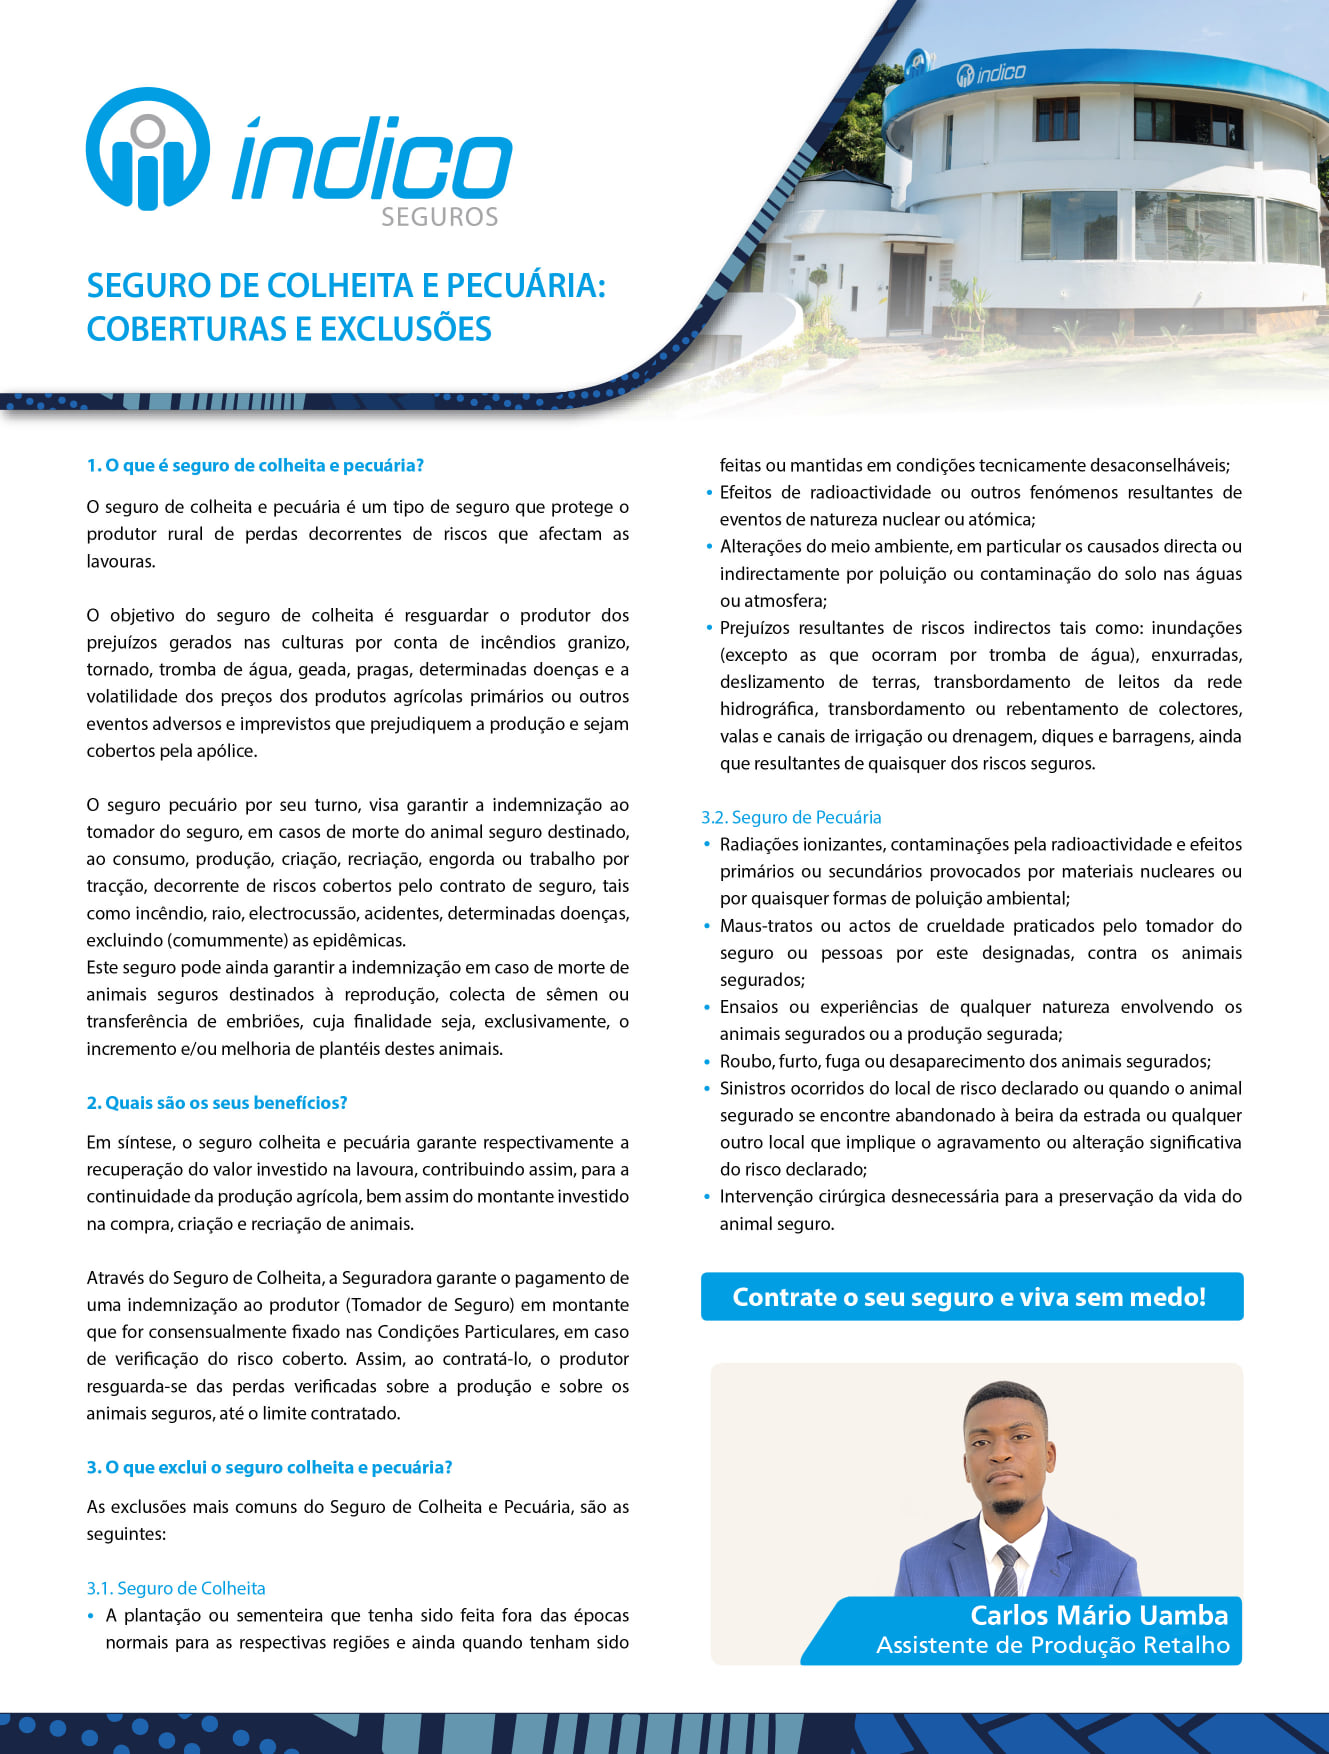 índico
SEGUROS
índico
SEGURO DE COLHEITA E PECUÁRIA:
COBERTURAS E EXCLUSÕES
1. O que é seguro de colheita e pecuária?
O seguro de colheita e pecuária é um tipo de seguro que protege o
produtor rural de perdas decorrentes de riscos que afectam as
lavouras.
O objetivo do seguro de colheita é resguardar o produtor dos
prejuízos gerados nas culturas por conta de incêndios granizo,
tornado, tromba de água, geada, pragas, determinadas doenças e a
volatilidade dos preços dos produtos agrícolas primários ou outros
eventos adversos e imprevistos que prejudiquem a produção e sejam
cobertos pela apólice.
O seguro pecuário por seu turno, visa garantir a indemnização ao
tomador do seguro, em casos de morte do animal seguro destinado,
ao consumo, produção, criação, recriação, engorda ou trabalho por
tracção, decorrente de riscos cobertos pelo contrato de seguro, tais
como incêndio, raio, electrocussão, acidentes, determinadas doenças,
excluindo (comummente) as epidêmicas.
Este seguro pode ainda garantir a indemnização em caso de morte de
animais seguros destinados à reprodução, colecta de sêmen ou
transferência de embriões, cuja finalidade seja, exclusivamente, o
incremento e/ou melhoria de plantéis destes animais.
2. Quais são os seus benefícios?
Em síntese, o seguro colheita e pecuária garante respectivamente a
recuperação do valor investido na lavoura, contribuindo assim, para a
continuidade da produção agrícola, bem assim do montante investido
na compra, criação e recriação de animais.
Através do Seguro de Colheita, a Seguradora garante o pagamento de
uma indemnização ao produtor (Tomador de Seguro) em montante
que for consensualmente fixado nas Condições Particulares, em caso
de verificação do risco coberto. Assim, ao contratá-lo, o produtor
resguarda-se das perdas verificadas sobre a produção e sobre os
animais seguros, até o limite contratado.
3. O que exclui o seguro colheita e pecuária?
As exclusões mais comuns do Seguro de Colheita e Pecuária, são as
seguintes:
3.1. Seguro de Colheita
• A plantação ou sementeira que tenha sido feita fora das épocas
normais para as respectivas regiões e ainda quando tenham sido
feitas ou mantidas em condições tecnicamente desaconselháveis;
• Efeitos de radioactividade ou outros fenómenos resultantes de
eventos de natureza nuclear ou atómica;
• Alterações do meio ambiente, em particular os causados directa ou
indirectamente por poluição ou contaminação do solo nas águas
ou atmosfera;
• Prejuízos resultantes de riscos indirectos tais como: inundações
(excepto as que ocorram por tromba de água), enxurradas,
deslizamento de terras, transbordamento de leitos da rede
hidrográfica, transbordamento ou rebentamento de colectores,
valas e canais de irrigação ou drenagem, diques e barragens, ainda
que resultantes de quaisquer dos riscos seguros.
3.2. Seguro de Pecuária
• Radiações ionizantes, contaminações pela radioactividade e efeitos
primários ou secundários provocados por materiais nucleares ou
por quaisquer formas de poluição ambiental;
• Maus-tratos ou actos de crueldade praticados pelo tomador do
seguro ou pessoas por este designadas, contra os animais
segurados;
• Ensaios ou experiências de qualquer natureza envolvendo os
animais segurados ou a produção segurada;
• Roubo, furto, fuga ou desaparecimento dos animais segurados;
• Sinistros ocorridos do local de risco declarado ou quando o animal
segurado se encontre abandonado à beira da estrada ou qualquer
outro local que implique o agravamento ou alteração significativa
do risco declarado;
• Intervenção cirúrgica desnecessária para a preservação da vida do
animal seguro.
Contrate o seu seguro e viva sem medo!
Carlos Mário Uamba
Assistente de Produção Retalho